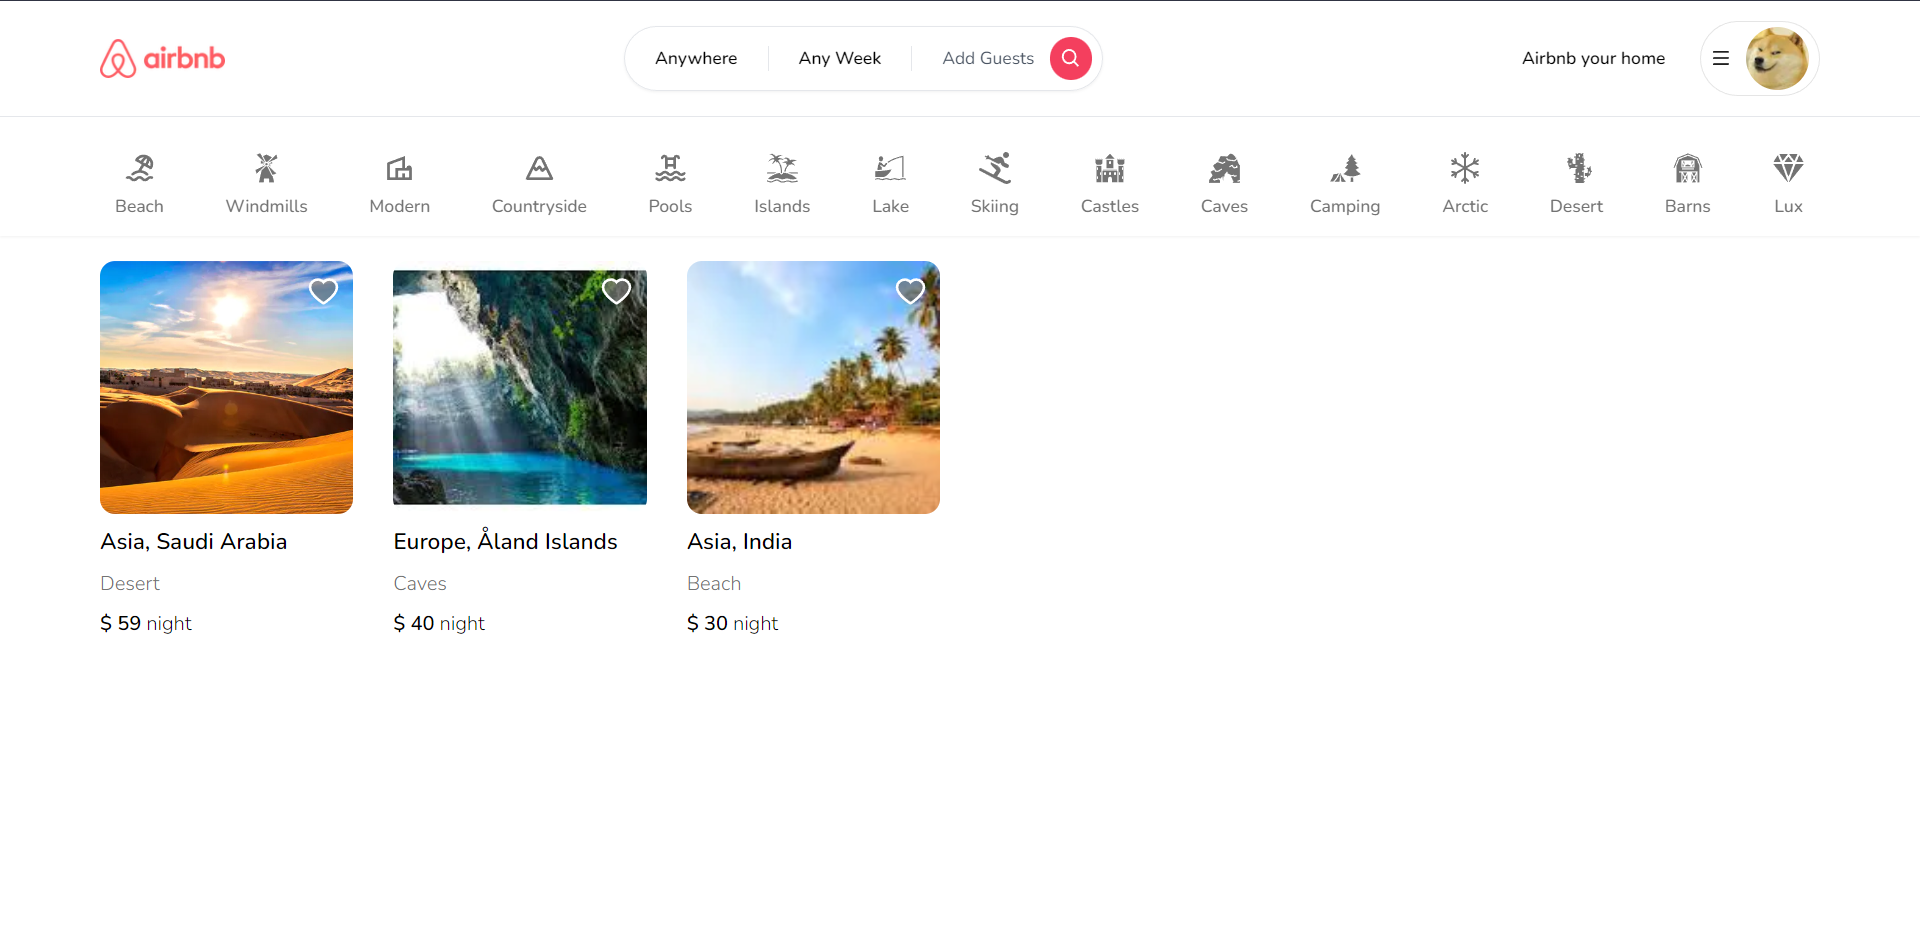 airbnb
Anywhere
Any Week
Add Guests
Airbnb your home
Beach
Windmills
Modern
Countryside
Pools
Islands
Lake
Skiing
Castles
Caves
Camping
Arctic
Desert
Barns
Lux
Asia, Saudi Arabia
Desert
$ 59 night
Europe, Åland Islands
Caves
$ 40 night
Asia, India
Beach
$ 30 night